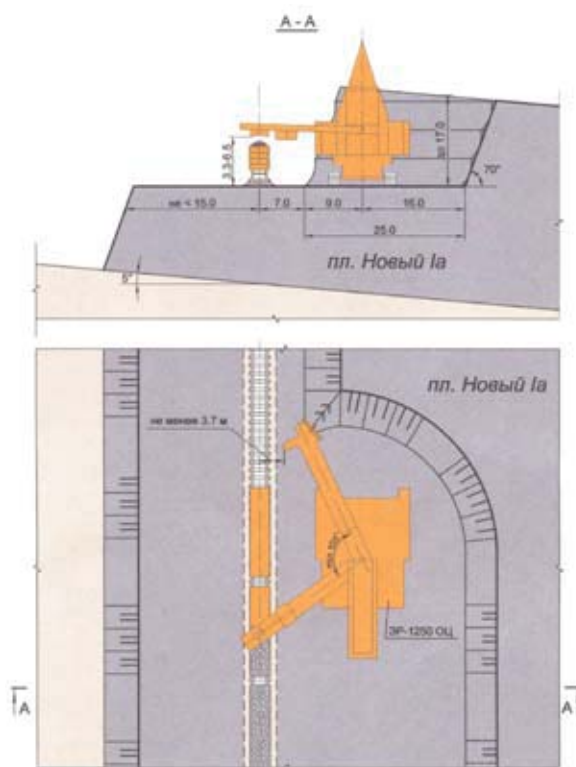 А - А
3.3-6.5
до 17.0
70°
не < 15.0
7.0
9.0
16.0
25.0
пл. Новый Iа
5°
пл. Новый Iа
не менее 3.7 м
ЭР-1250 ОЦ
А
А